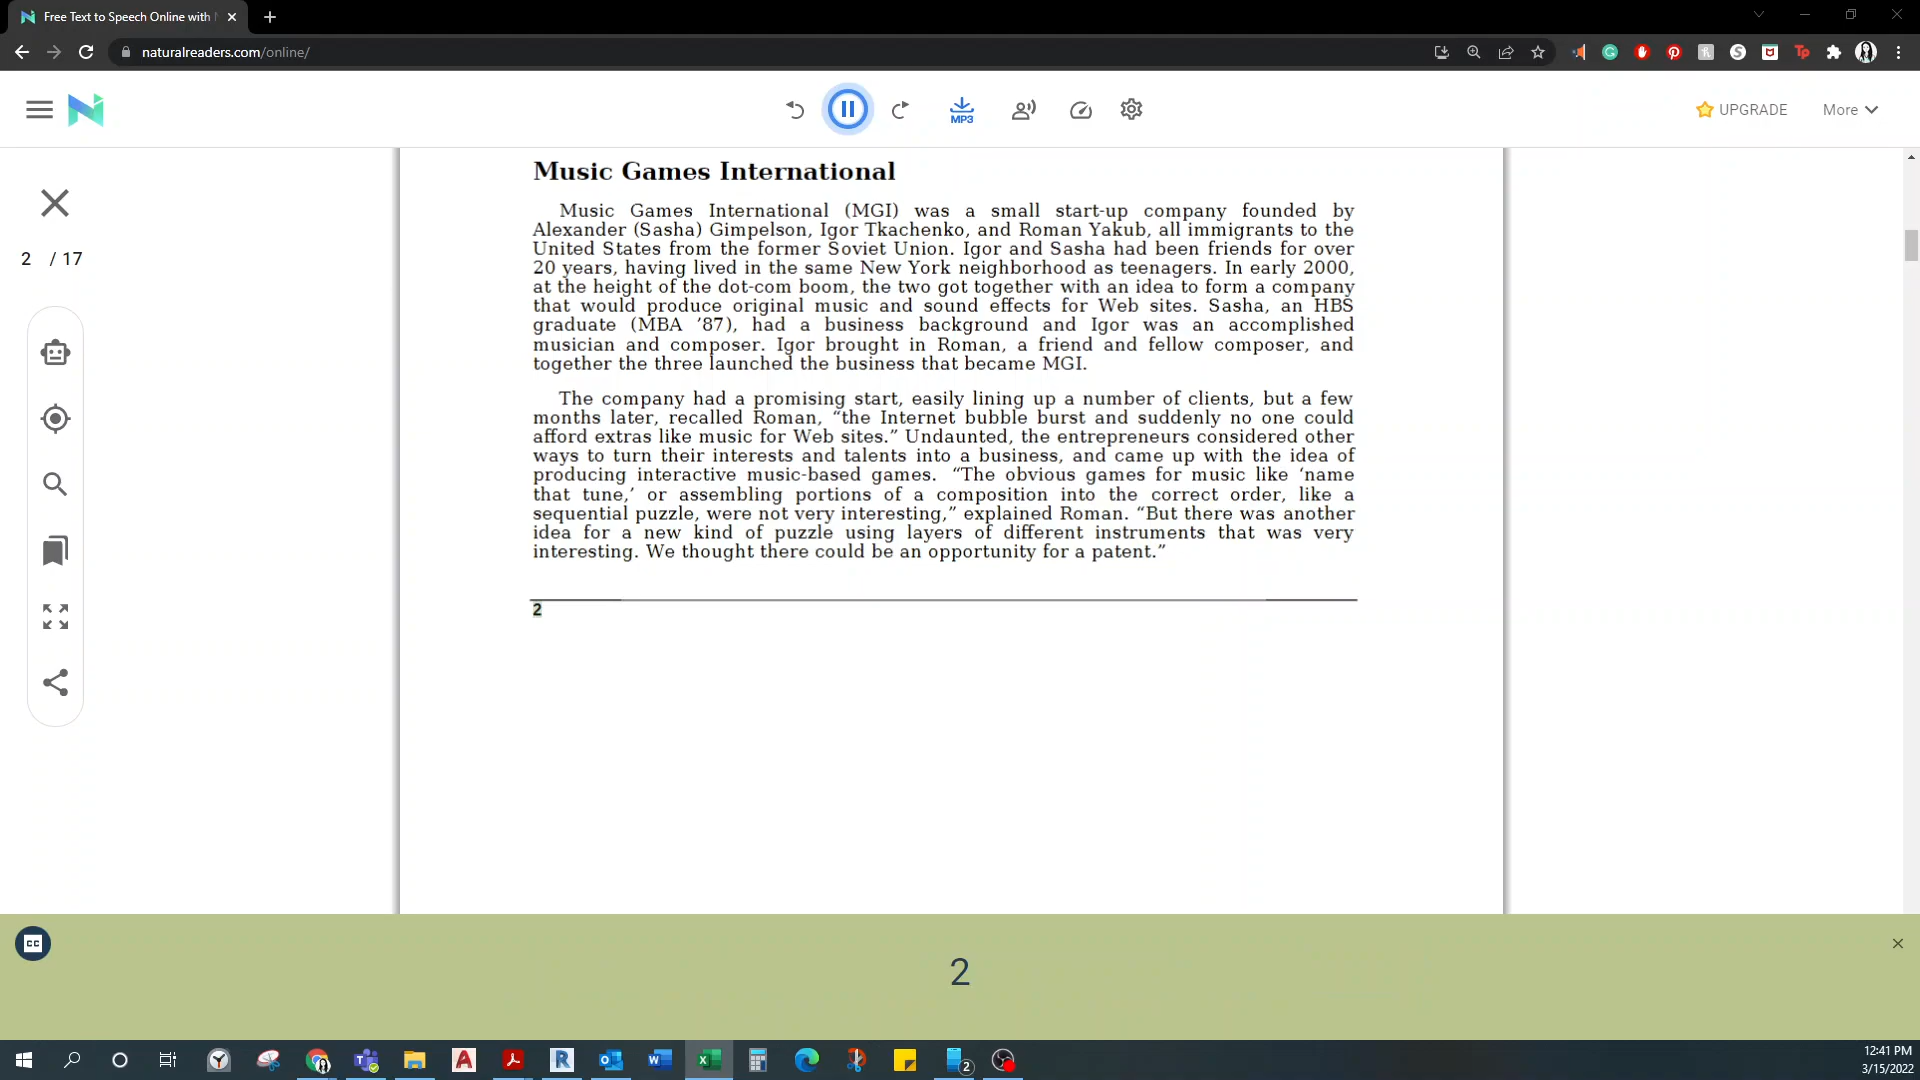 Free Text to Speech Online with
naturalreaders.com/online/
MP3
UPGRADE
More
2 / 17
Music Games International
Music Games International (MGI) was a small start-up company founded by
Alexander (Sasha) Gimpelson, Igor Tkachenko, and Roman Yakub, all immigrants to the
United States from the former Soviet Union. Igor and Sasha had been friends for over
20 years, having lived in the same New York neighborhood as teenagers. In early 2000,
at the height of the dot-com boom, the two got together with an idea to form a company
that would produce original music and sound effects for Web sites. Sasha, an HBS
graduate (MBA ’87), had a business background and Igor was an accomplished
musician and composer. Igor brought in Roman, a friend and fellow composer, and
together the three launched the business that became MGI.
The company had a promising start, easily lining up a number of clients, but a few
months later, recalled Roman, “the Internet bubble burst and suddenly no one could
afford extras like music for Web sites.” Undaunted, the entrepreneurs considered other
ways to turn their interests and talents into a business, and came up with the idea of
producing interactive music-based games. “The obvious games for music like ‘name
that tune,’ or assembling portions of a composition into the correct order, like a
sequential puzzle, were not very interesting,” explained Roman. “But there was another
idea for a new kind of puzzle using layers of different instruments that was very
interesting. We thought there could be an opportunity for a patent.”
2
CC
2
12:41 PM
3/15/2022